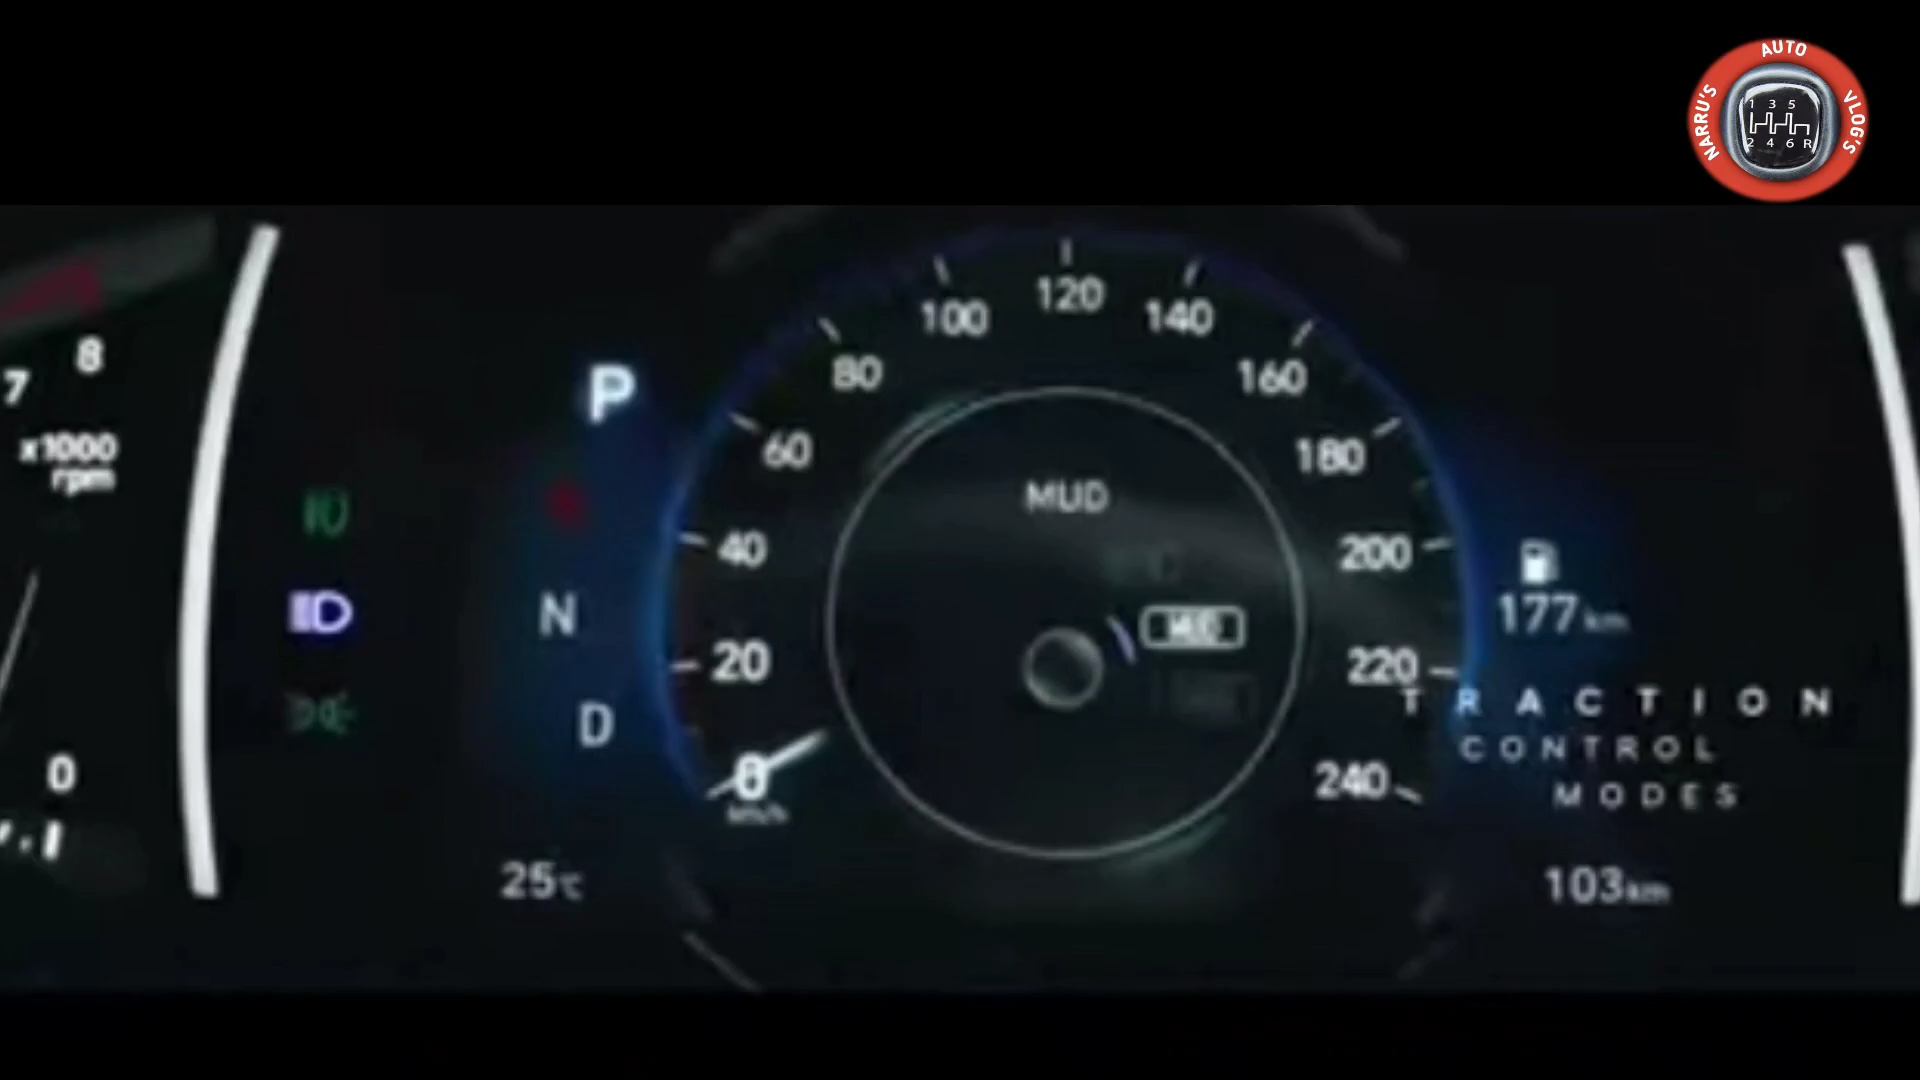 AUTO
NARRU'S
VLOG'S
1 3 5
2 4 6 R
7
8
x1000
rpm
0
P
N
D
25℃
0
km/h
20
40
60
80
100
120
140
160
180
200
220
240
MUD
MUD
177 km
TRACTION
CONTROL
MODES
103 km